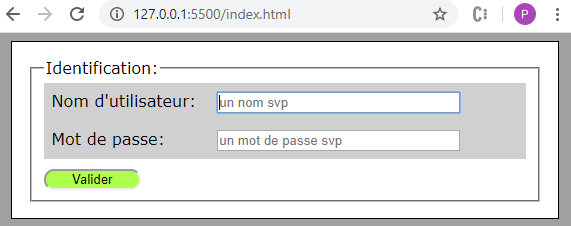 127.0.0.1:5500/index.html
P
Identification:
Nom d'utilisateur: un nom svp
Mot de passe: un mot de passe svp
Valider